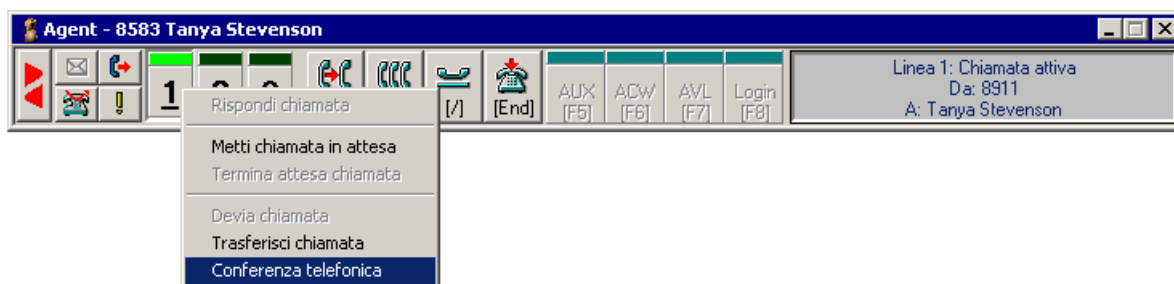 Agent - 8583 Tanya Stevenson
1
[/]
[End]
AUX
[F5]
ACW
[F6]
AVL
[F7]
Login
[F8]
Linea 1: Chiamata attiva
Da: 8911
A: Tanya Stevenson
Rispondi chiamata
Metti chiamata in attesa
Termina attesa chiamata
Devia chiamata
Trasferisci chiamata
Conferenza telefonica